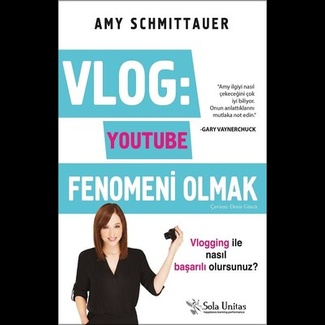 AMY SCHMITTAUER
VLOG:
"Amy ilgiyi nasıl
çekeceğini çok
iyi biliyor.
Onun anlattıklarını
mutlaka not edin."
-GARY VAYNERCHUCK
YOUTUBE
FENOMENİ OLMAK
Vlogging ile
nasıl
başarılı olursunuz?
Sola Unitas